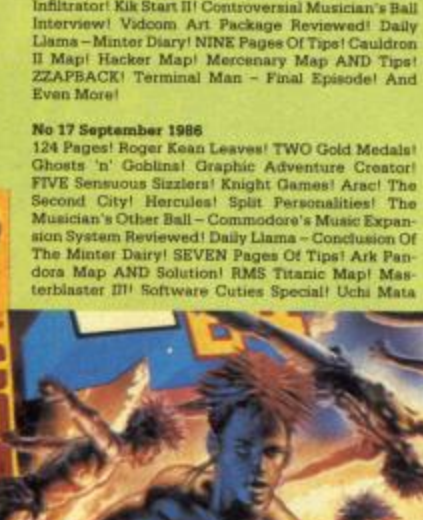 Infiltrator! Kik Start II! Controversial Musician's Ball
Interview! Vidcom Art Package Reviewed! Daily
Llama – Minter Diary! NINE Pages Of Tips! Cauldron
II Map! Hacker Map! Mercenary Map AND Tips!
ZZAPBACK! Terminal Man – Final Episode! And
Even More!
No 17 September 1986
124 Pages! Roger Kean Leaves! TWO Gold Medals!
Ghosts 'n' Goblins! Graphic Adventure Creator!
FIVE Sensuous Sizzlers! Knight Games! Arac! The
Second City! Hercules! Split Personalities! The
Musician's Other Ball – Commodore's Music Expan-
sion System Reviewed! Daily Llama – Conclusion Of
The Minter Dairy! SEVEN Pages Of Tips! Ark Pan-
dora Map AND Solution! RMS Titanic Map! Mas-
terblaster III! Software Cuties Special! Uchi Mata